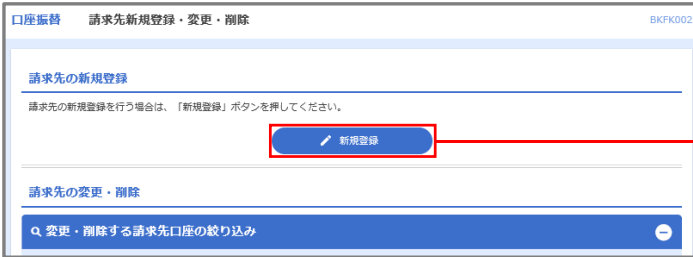 口座振替 請求先新規登録・変更・削除 BKFK002
請求先の新規登録
請求先の新規登録を行う場合は、「新規登録」ボタンを押してください。
新規登録
請求先の変更・削除
変更・削除する請求先口座の絞り込み